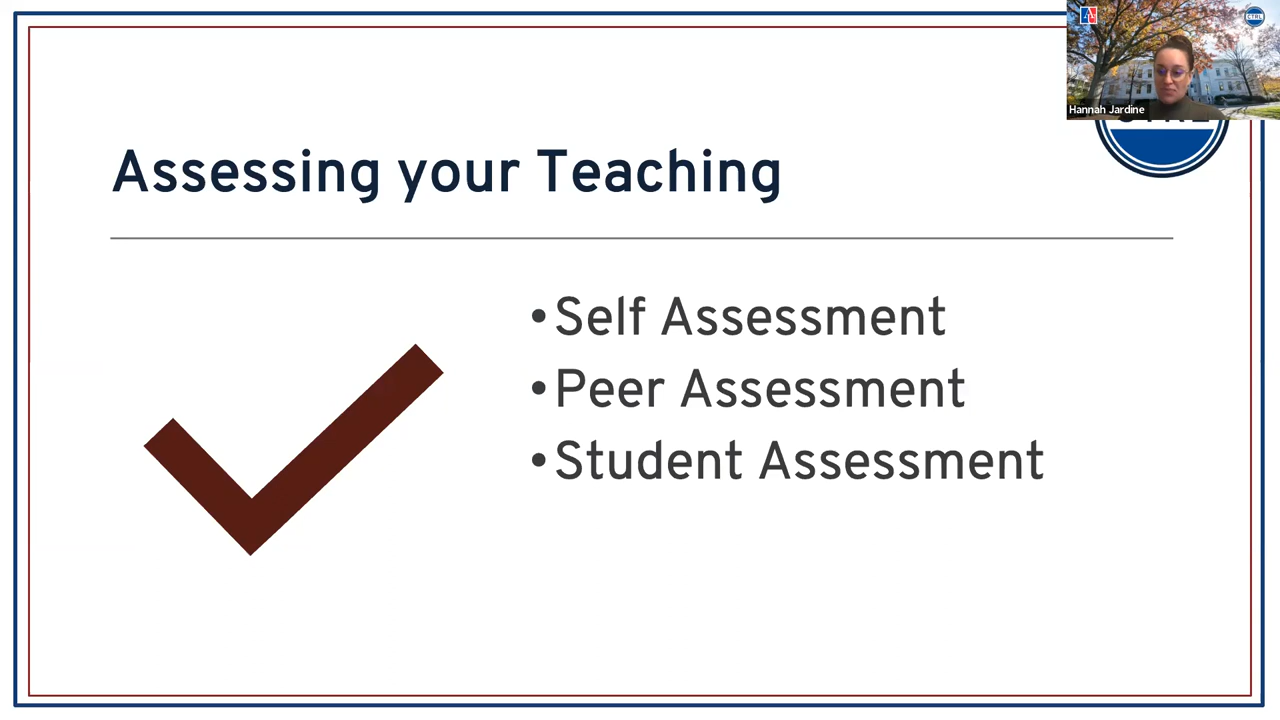 CTRL
Hannah Jardine
Assessing your Teaching
•Self Assessment
•Peer Assessment
•Student Assessment